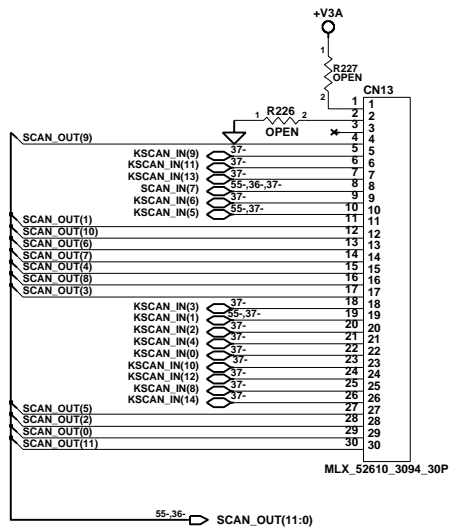 +V3A
1
R227
OPEN
2
CN13
R226
1 2
OPEN
1 1
2 2
3 3
SCAN_OUT(9) 4 4
KSCAN_IN(9) 37- 5 5
KSCAN_IN(11) 37- 6 6
KSCAN_IN(13) 37- 7 7
SCAN_IN(7) 55-,36-,37- 8 8
KSCAN_IN(6) 37- 9 9
KSCAN_IN(5) 55-,37- 10 10
SCAN_OUT(1) 11 11
SCAN_OUT(10) 12 12
SCAN_OUT(6) 13 13
SCAN_OUT(7) 14 14
SCAN_OUT(4) 15 15
SCAN_OUT(8) 16 16
SCAN_OUT(3) 17 17
KSCAN_IN(3) 37- 18 18
KSCAN_IN(1) 55-,37- 19 19
KSCAN_IN(2) 37- 20 20
KSCAN_IN(4) 37- 21 21
KSCAN_IN(0) 37- 22 22
KSCAN_IN(10) 37- 23 23
KSCAN_IN(12) 37- 24 24
KSCAN_IN(8) 37- 25 25
KSCAN_IN(14) 37- 26 26
SCAN_OUT(5) 27 27
SCAN_OUT(2) 28 28
SCAN_OUT(0) 29 29
SCAN_OUT(11) 30 30
MLX_52610_3094_30P
55-,36- SCAN_OUT(11:0)